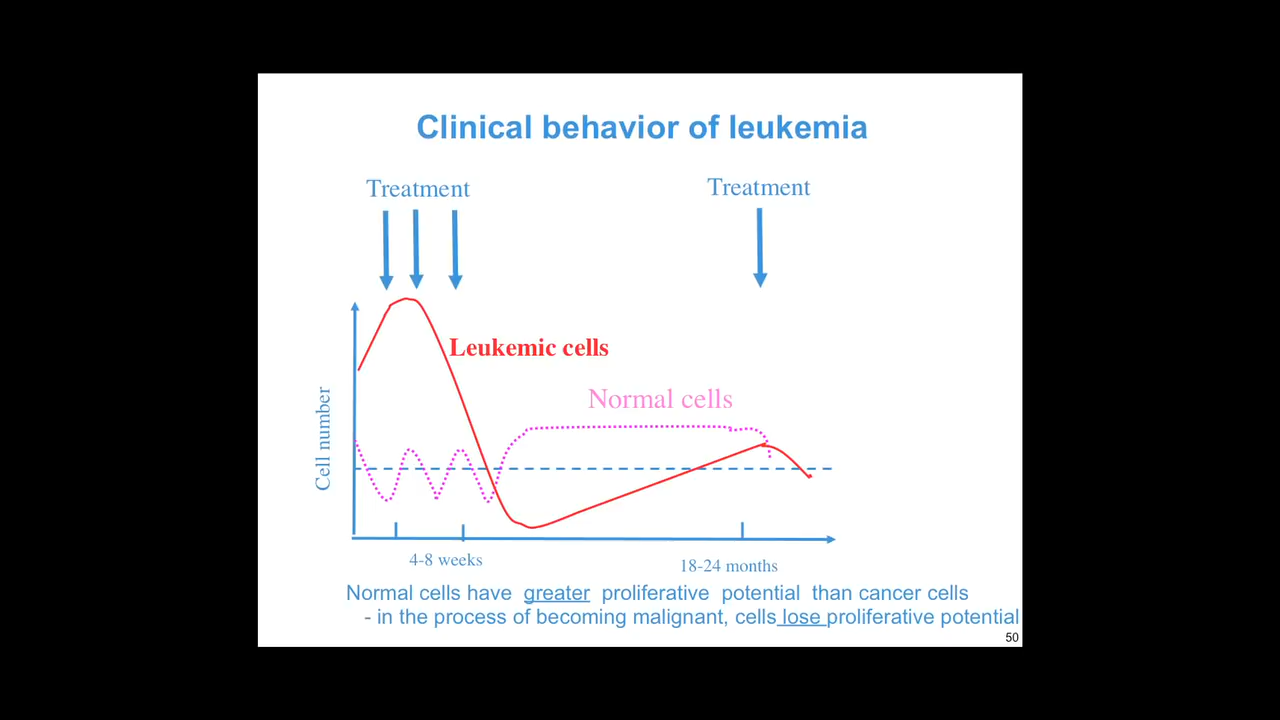 Clinical behavior of leukemia
Treatment
Treatment
Leukemic cells
Normal cells
Cell number
4-8 weeks
18-24 months
Normal cells have greater proliferative potential than cancer cells
- in the process of becoming malignant, cells lose proliferative potential
50